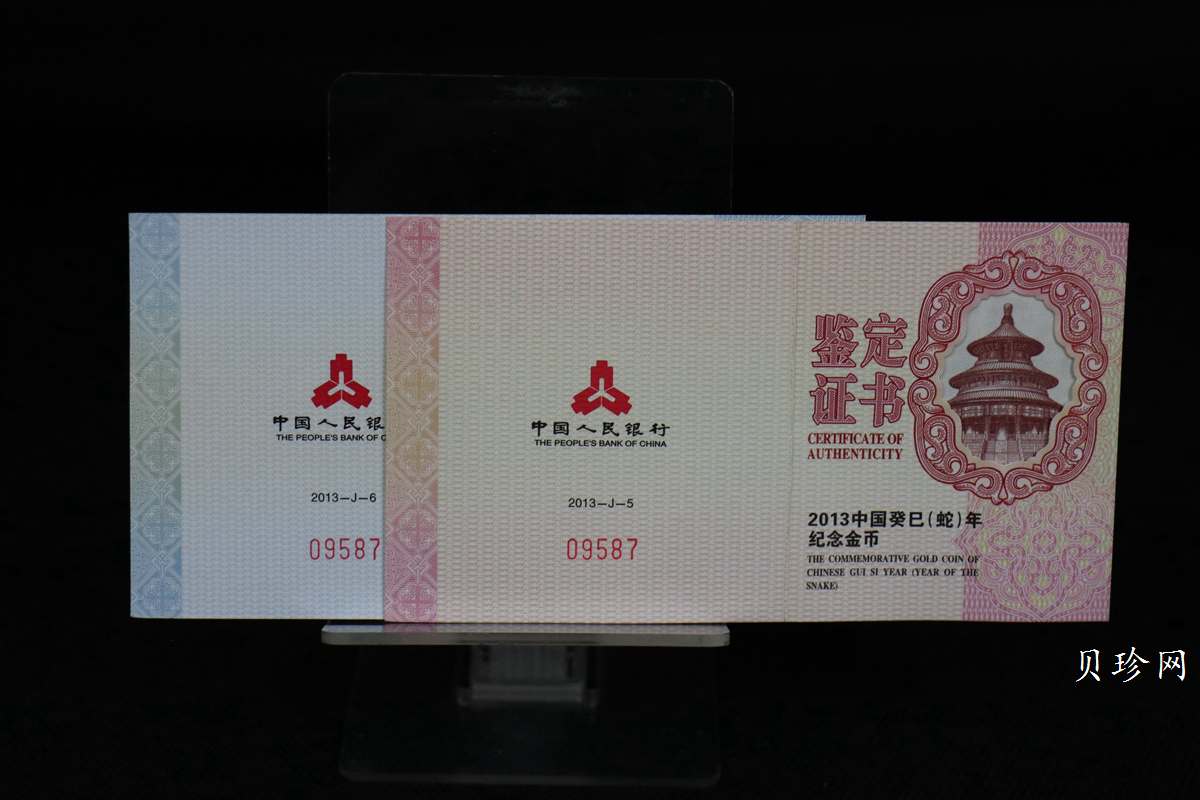 中国人民银
THE PEOPLE'S BANK OF C
2013—J—6
09587
中国人民银行
THE PEOPLE'S BANK OF CHINA
2013—J—5
09587
鉴定
证书
CERTIFICATE OF
AUTHENTICITY
2013中国癸巳(蛇)年
纪念金币
THE COMMEMORATIVE GOLD COIN OF
CHINESE GUI SI YEAR (YEAR OF THE
SNAKE)
贝珍网